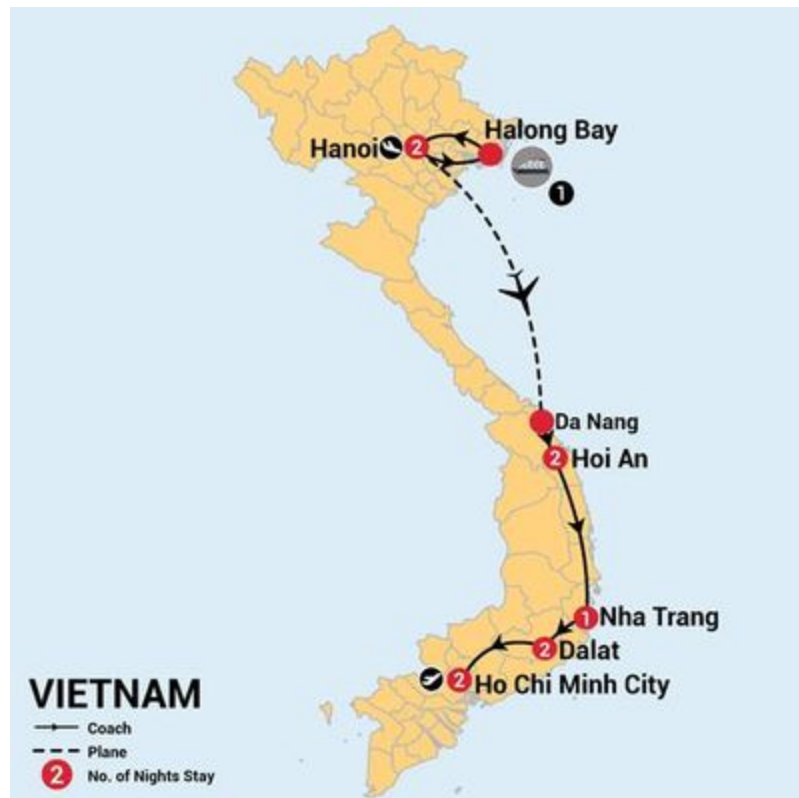 Halong Bay
Hanoi 2
1
Da Nang
2 Hoi An
1 Nha Trang
2 Dalat
2 Ho Chi Minh City
VIETNAM
Coach
Plane
2 No. of Nights Stay